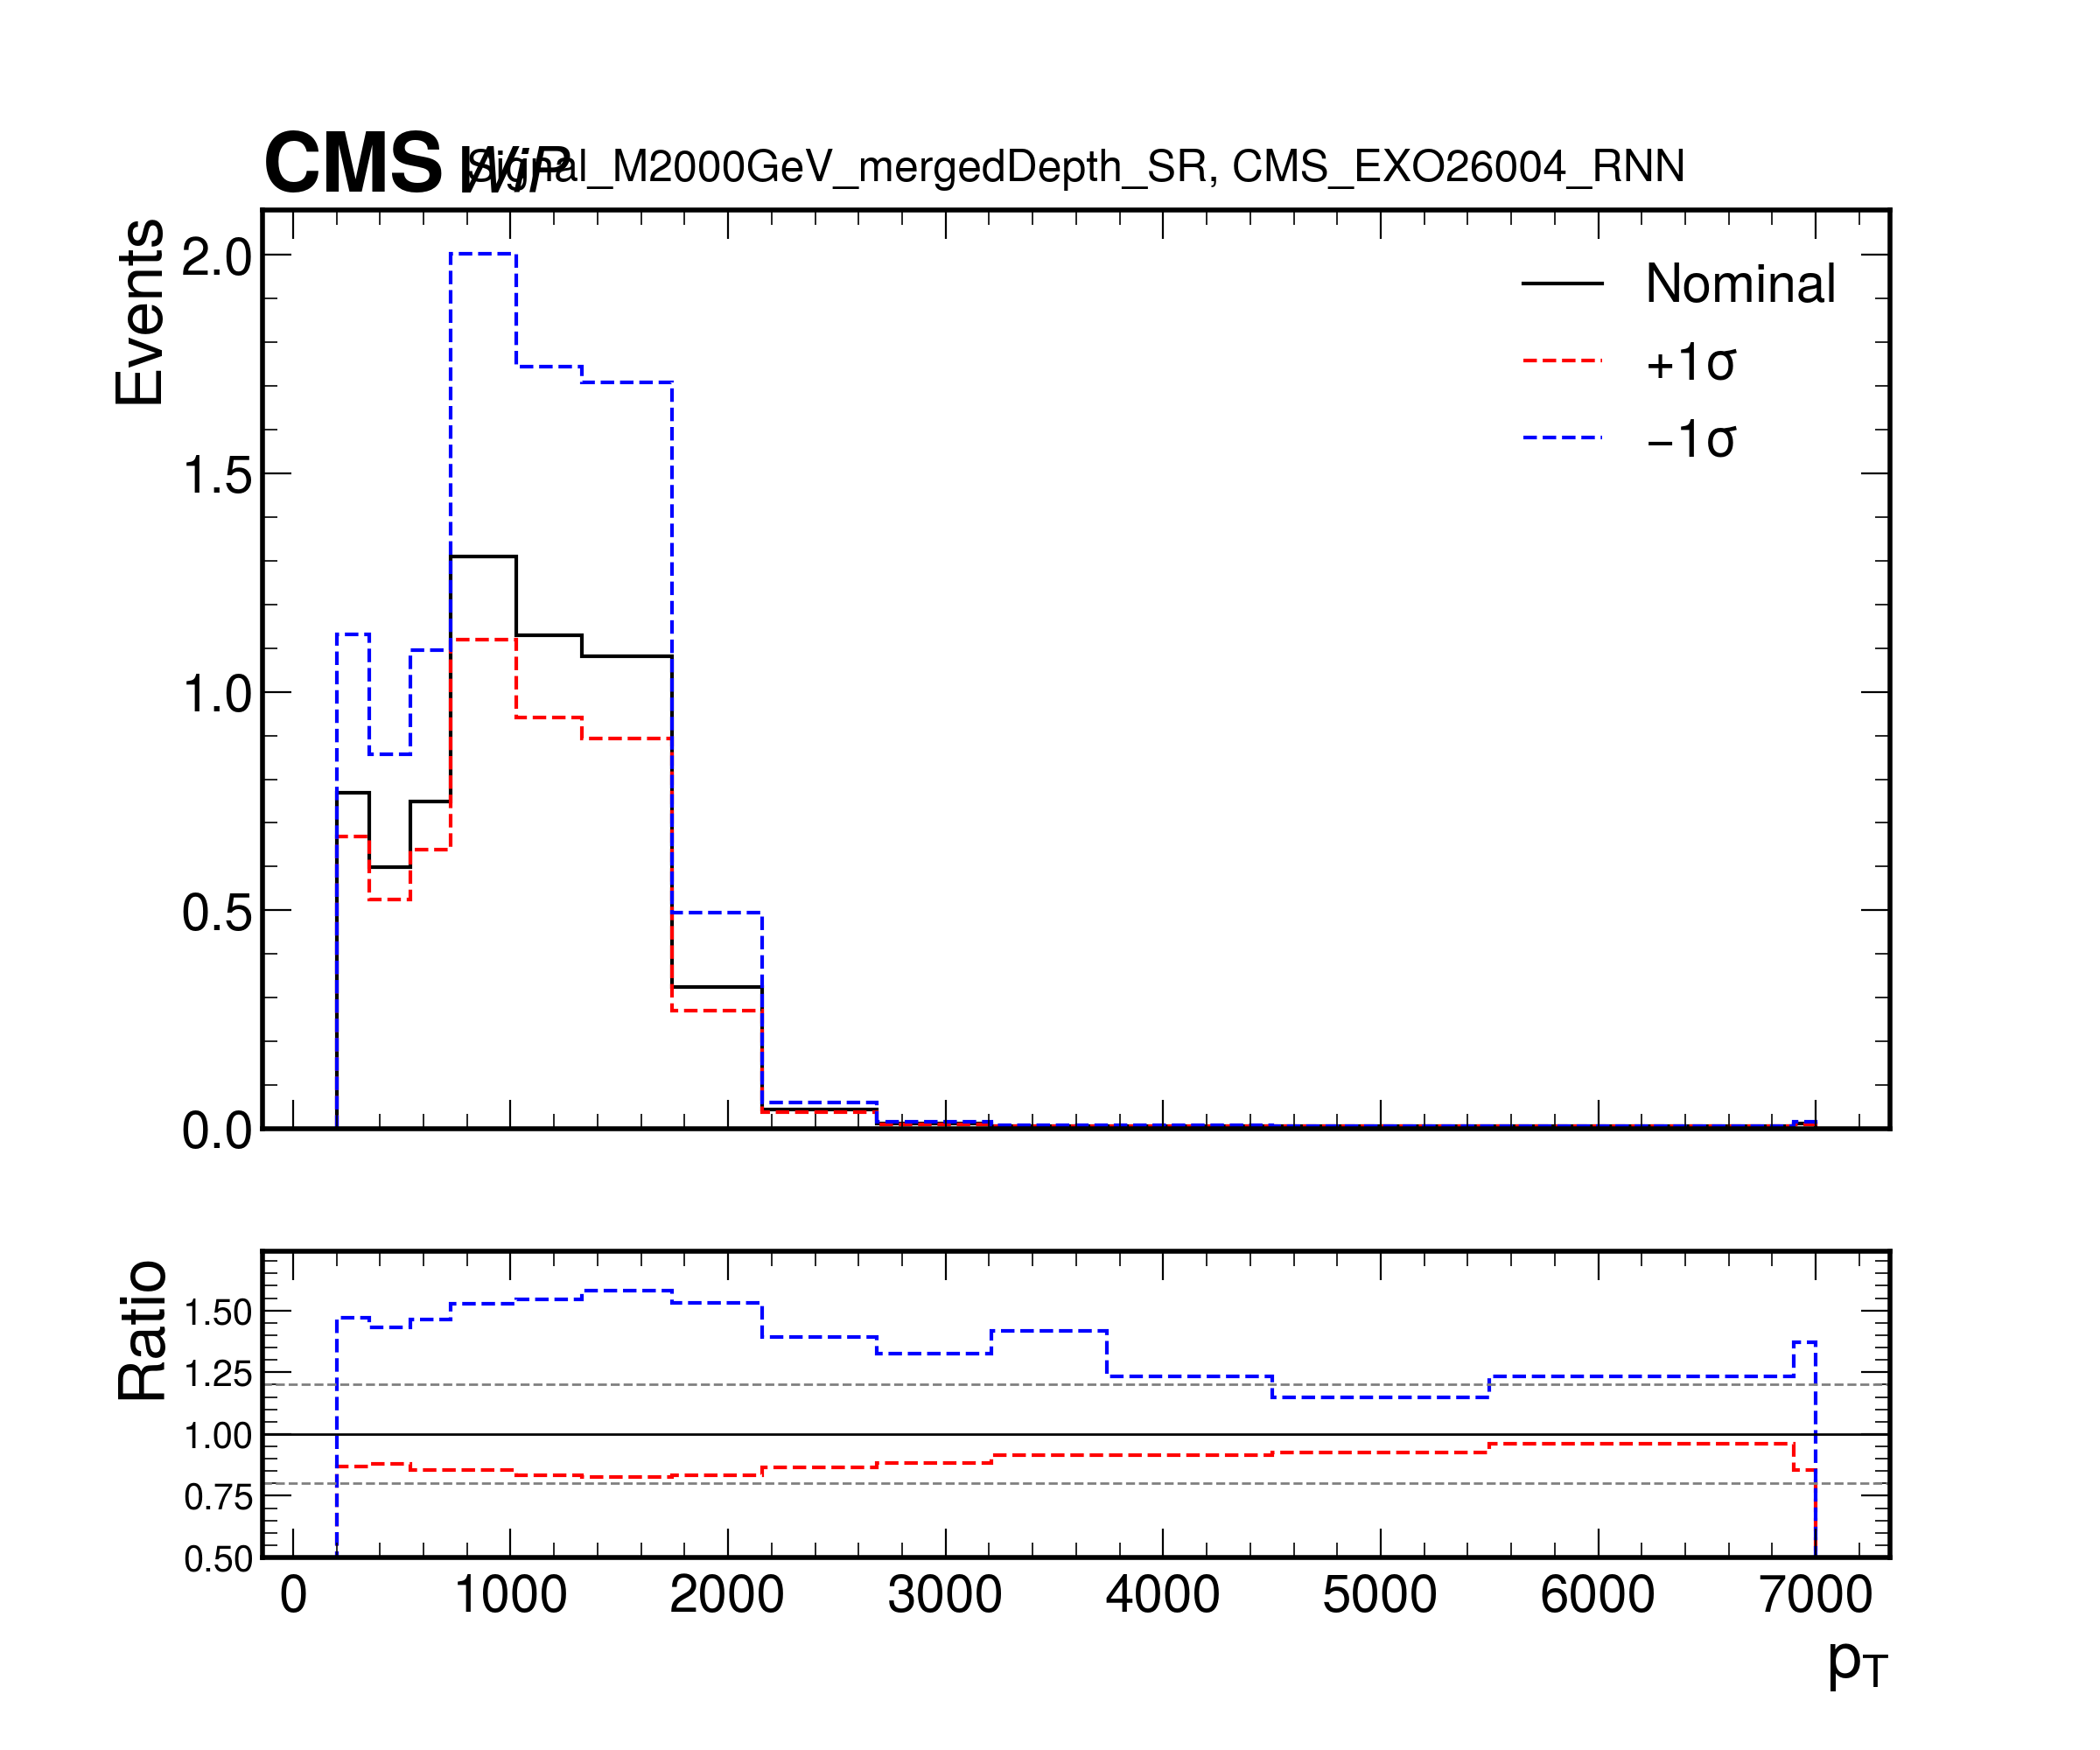 CMS WiP Signal_M2000GeV_mergedDepth_SR, CMS_EXO26004_RNN
Events
2.0
1.5
1.0
0.5
0.0
Nominal
+1σ
−1σ
Ratio
1.50
1.25
1.00
0.75
0.50
0 1000 2000 3000 4000 5000 6000 7000
pT